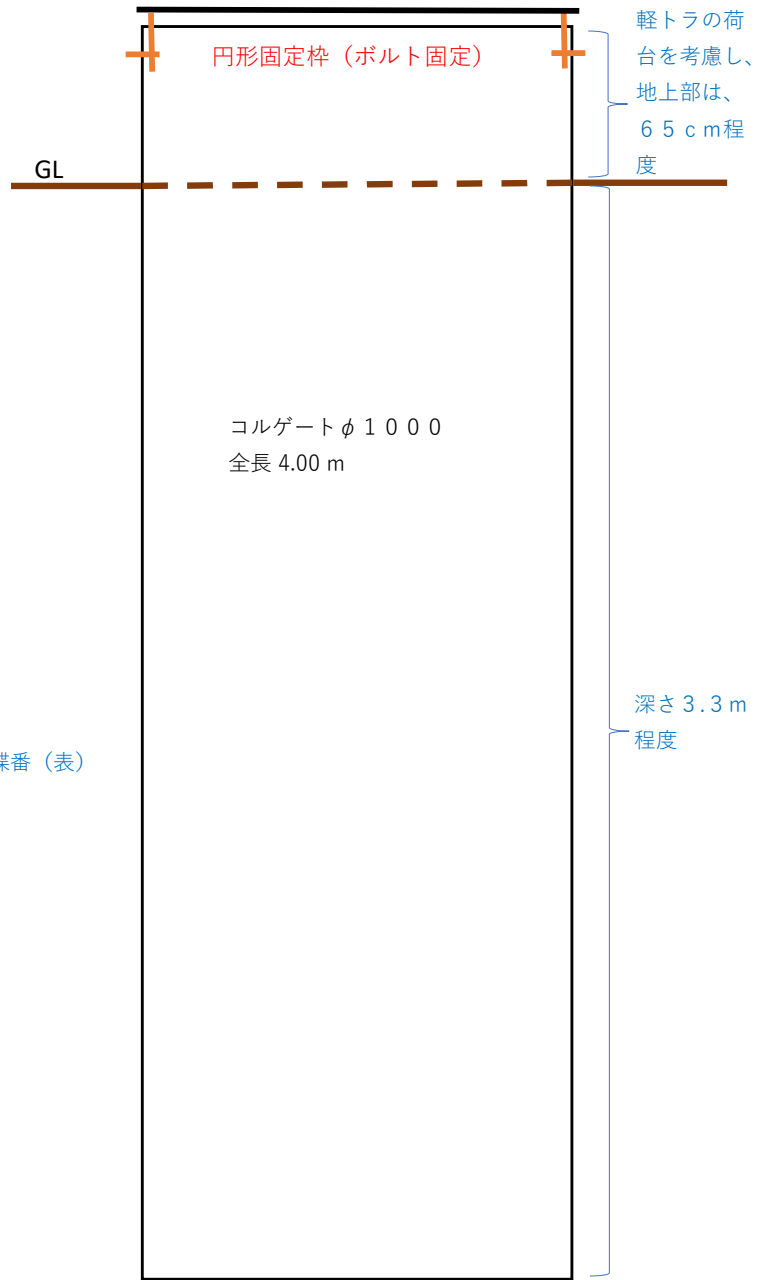 円形固定枠（ボルト固定）
軽トラの荷
台を考慮し、
地上部は、
６５ｃｍ程
度
GL
コルゲートφ１０００
全長 4.00 m
深さ３.３ｍ
程度
蝶番（表）